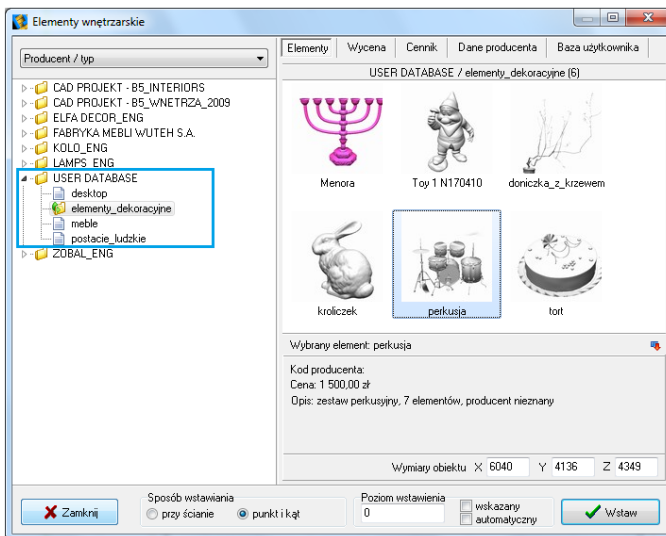 Elementy wnętrzarskie
Producent / typ
CAD PROJEKT - B5_INTERIORS
CAD PROJEKT - B5_WNETRZA_2009
ELFA DECOR_ENG
FABRYKA MEBLI WUTEH S.A.
KOLO_ENG
LAMPS_ENG
USER DATABASE
desktop
elementy_dekoracyjne
meble
postacie_ludzkie
ZOBAL_ENG
Elementy Wycena Cennik Dane producenta Baza użytkownika
USER DATABASE / elementy_dekoracyjne (6)
Menora Toy 1 N170410 doniczka_z_krzewem
kroliczek perkusja tort
Wybrany element: perkusja
Kod producenta:
Cena: 1 500,00 zł
Opis: zestaw perkusyjny, 7 elementów, producent nieznany
Wymiary obiektu X 6040 Y 4136 Z 4349
Zamknij
Sposób wstawiania
przy ścianie punkt i kąt
Poziom wstawienia
0
wskazany
automatyczny
Wstaw